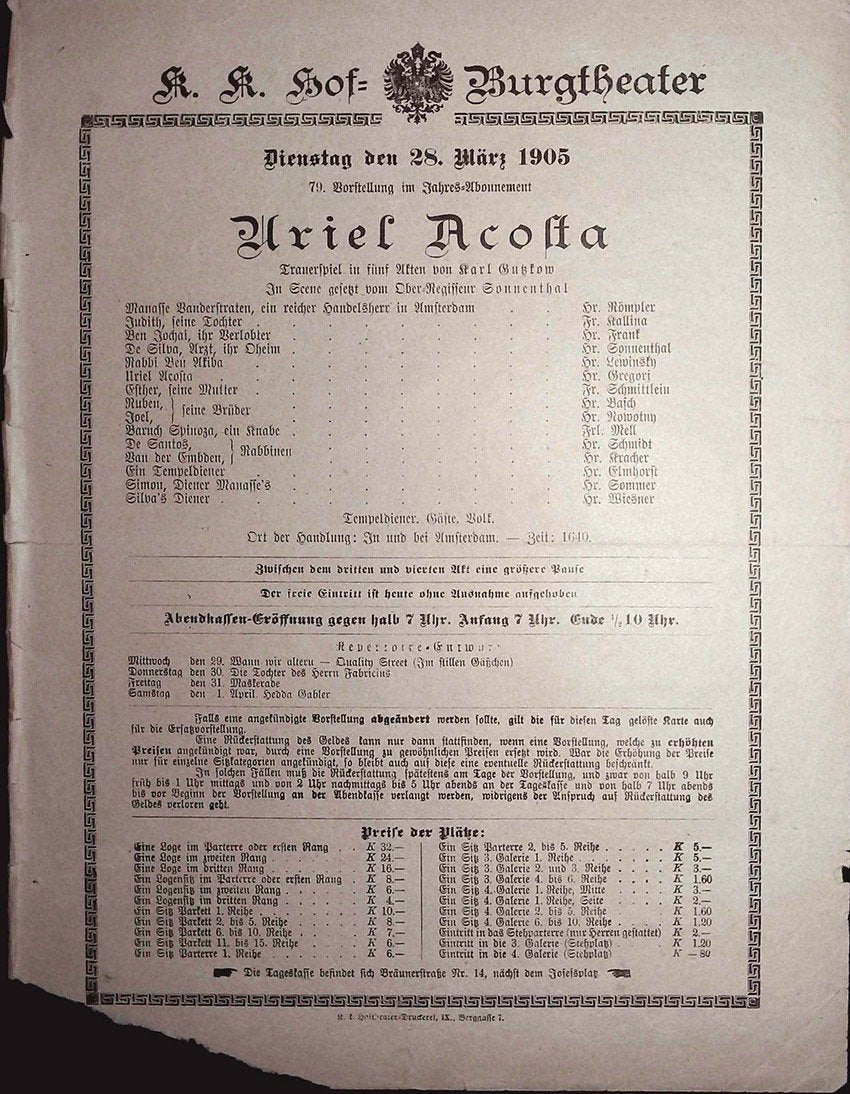 K. K. Hof= Burgtheater
Dienstag den 28. März 1905
79. Vorstellung im Jahres=Abonnement
Uriel Acosta
Trauerspiel in fünf Akten von Karl Gutzkow
In Scene gesetzt vom Ober=Regisseur Sonnenthal
Manasse Vanderstraten, ein reicher Handelsherr in Amsterdam . . Hr. Römpler
Judith, seine Tochter . . . . . . . . Fr. Kallina
Ben Jochai, ihr Verlobter . . . . . . . . Hr. Frank
De Silva, Arzt, ihr Oheim . . . . . . . . Hr. Sonnenthal
Rabbi Ben Akiba . . . . . . . . Hr. Lewinsky
Uriel Acosta . . . . . . . . Hr. Gregori
Esther, seine Mutter . . . . . . . . Fr. Schmittlein
Ruben, } seine Brüder . . . . . . . . Hr. Basch
Joel, . . . . . . . . Hr. Nowotny
Baruch Spinoza, ein Knabe . . . . . . . . Frl. Mell
De Santos, } Rabbinen . . . . . . . . Hr. Schmidt
Van der Embden, . . . . . . . . Hr. Kracher
Ein Tempeldiener . . . . . . . . Hr. Elmhorst
Simon, Diener Manasse's . . . . . . . . Hr. Sommer
Silva's Diener . . . . . . . . Hr. Wiesner
Tempeldiener. Gäste. Volk.
Ort der Handlung: In und bei Amsterdam. — Zeit: 1640.
Zwischen dem dritten und vierten Akt eine größere Pause
Der freie Eintritt ist heute ohne Ausnahme aufgehoben
Abendkassen=Eröffnung gegen halb 7 Uhr. Anfang 7 Uhr. Ende ½10 Uhr.
Repertoire=Entwurf
Mittwoch den 29. Wann wir altern — Quality Street (Im stillen Gäßchen)
Donnerstag den 30. Die Tochter des Herrn Fabricius
Freitag den 31. Maskerade
Samstag den 1. April. Hedda Gabler
Falls eine angekündigte Vorstellung abgeändert werden sollte, gilt die für diesen Tag gelöste Karte auch
für die Ersatzvorstellung.
Eine Rückerstattung des Geldes kann nur dann stattfinden, wenn eine Vorstellung, welche zu erhöhten
Preisen angekündigt war, durch eine Vorstellung zu gewöhnlichen Preisen ersetzt wird. War die Erhöhung der Preise
nur für einzelne Sitzkategorien angekündigt, so bleibt auch auf diese eine eventuelle Rückerstattung beschränkt.
In solchen Fällen muß die Rückerstattung spätestens am Tage der Vorstellung, und zwar von halb 9 Uhr
früh bis 1 Uhr mittags und von 2 Uhr nachmittags bis 5 Uhr abends an der Tageskasse und von halb 7 Uhr abends
bis vor Beginn der Vorstellung an der Abendkasse verlangt werden, widrigens der Anspruch auf Rückerstattung des
Geldes verloren geht.
Preise der Plätze:
Eine Loge im Parterre oder ersten Rang . . K 32.—
Eine Loge im zweiten Rang . . . . . K 24.—
Eine Loge im dritten Rang . . . . . K 16.—
Ein Logensitz im Parterre oder ersten Rang . K 8.—
Ein Logensitz im zweiten Rang . . . . K 6.—
Ein Logensitz im dritten Rang . . . . K 4.—
Ein Sitz Parkett 1. Reihe . . . . . K 10.—
Ein Sitz Parkett 2. bis 5. Reihe . . . . K 8.—
Ein Sitz Parkett 6. bis 10. Reihe . . . . K 7.—
Ein Sitz Parkett 11. bis 15. Reihe . . . . K 6.—
Ein Sitz Parterre 1. Reihe . . . . . K 6.—
Ein Sitz Parterre 2. bis 5. Reihe . . . . . K 5.—
Ein Sitz 3. Galerie 1. Reihe . . . . . K 5.—
Ein Sitz 3. Galerie 2. und 3. Reihe . . . . K 3.—
Ein Sitz 3. Galerie 4. bis 6. Reihe . . . . K 1.60
Ein Sitz 4. Galerie 1. Reihe, Mitte . . . . K 3.—
Ein Sitz 4. Galerie 1. Reihe, Seite . . . . K 2.—
Ein Sitz 4. Galerie 2. bis 5. Reihe . . . . K 1.60
Ein Sitz 4. Galerie 6. bis 10. Reihe . . . . K 1.20
Eintritt in das Stehparterre (nur Herren gestattet) K 2.—
Eintritt in die 3. Galerie (Stehplatz) . . . . K 1.20
Eintritt in die 4. Galerie (Stehplatz) . . . . K —80
Die Tageskasse befindet sich Bräunerstraße Nr. 14, nächst dem Josefsplatz
K. k. Hoftheater=Druckerei, IX., Berggasse 7.